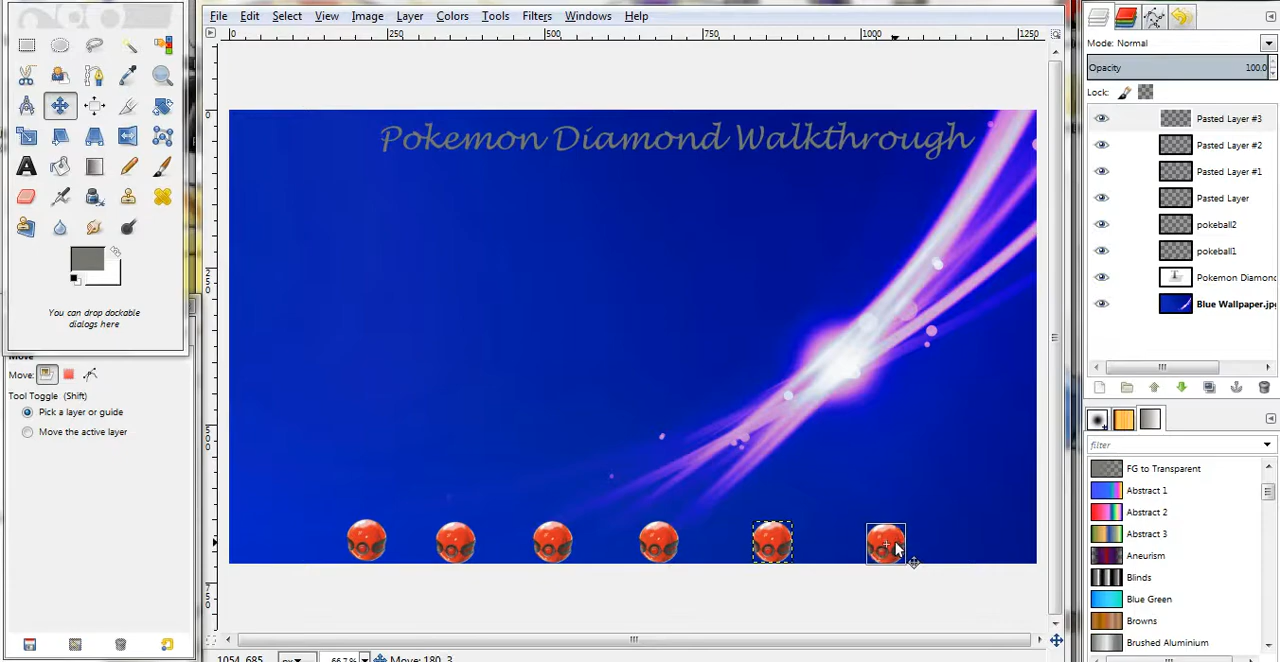 File Edit Select View Image Layer Colors Tools Filters Windows Help
0 250 500 750 1000 1250
Mode: Normal
Opacity 100.0
Lock:
Pokemon Diamond Walkthrough
Pasted Layer #3
Pasted Layer #2
Pasted Layer #1
Pasted Layer
pokeball2
pokeball1
Pokemon Diamond
Blue Wallpaper.jpg
You can drop dockable
dialogs here
Move
Move:
Tool Toggle (Shift)
Pick a layer or guide
Move the active layer
filter
FG to Transparent
Abstract 1
Abstract 2
Abstract 3
Aneurism
Blinds
Blue Green
Browns
Brushed Aluminium
1054, 685 px 66.7% Move: 180, 3